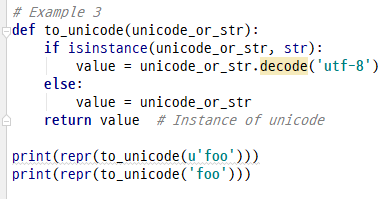 # Example 3
def to_unicode(unicode_or_str):
    if isinstance(unicode_or_str, str):
        value = unicode_or_str.decode('utf-8')
    else:
        value = unicode_or_str
    return value  # Instance of unicode

print(repr(to_unicode(u'foo')))
print(repr(to_unicode('foo')))